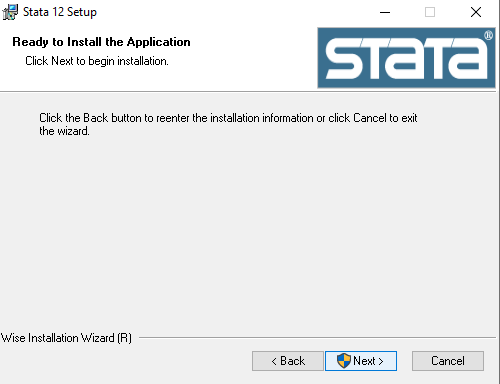 Stata 12 Setup
Ready to Install the Application
Click Next to begin installation.
STATA®
Click the Back button to reenter the installation information or click Cancel to exit
the wizard.
Wise Installation Wizard (R)
< Back
Next >
Cancel